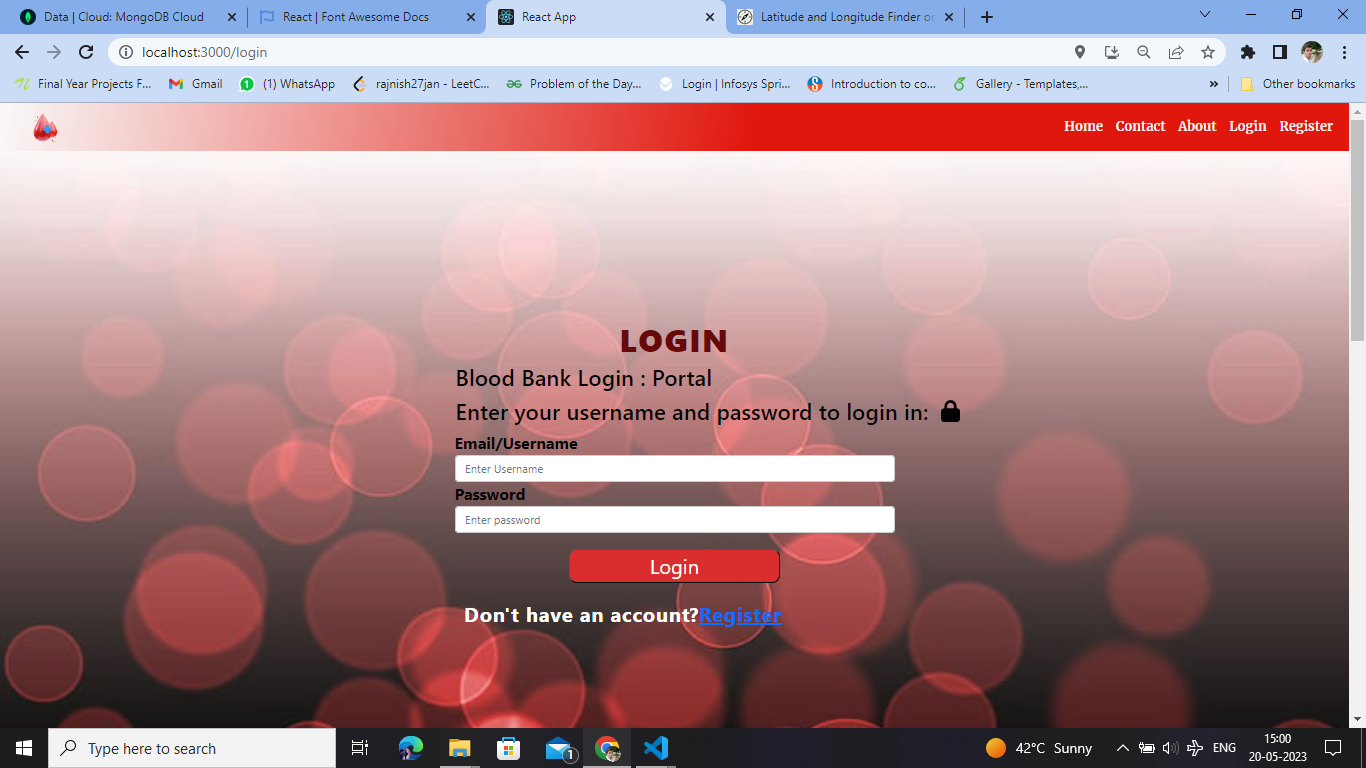 Data | Cloud: MongoDB Cloud
React | Font Awesome Docs
React App
Latitude and Longitude Finder or
localhost:3000/login
Final Year Projects F...
Gmail
(1) WhatsApp
rajnish27jan - LeetC...
Problem of the Day...
Login | Infosys Spri...
Introduction to co...
Gallery - Templates,...
»
Other bookmarks
Home
Contact
About
Login
Register
LOGIN
Blood Bank Login : Portal
Enter your username and password to login in:
Email/Username
Enter Username
Password
Enter password
Login
Don't have an account?Register
Type here to search
1
42°C Sunny
ENG
15:00
20-05-2023